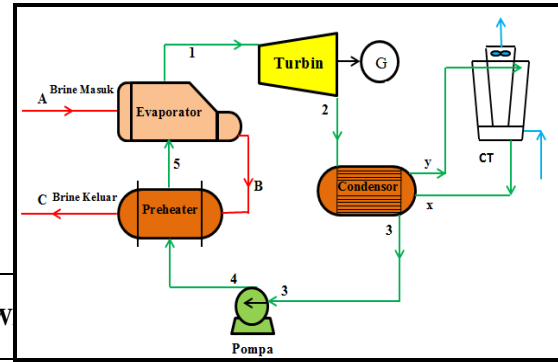 1
Turbin
G
A Brine Masuk
Evaporator
2
CT
5
B
y
C Brine Keluar
Preheater
Condensor
x
3
4
3
Pompa
W